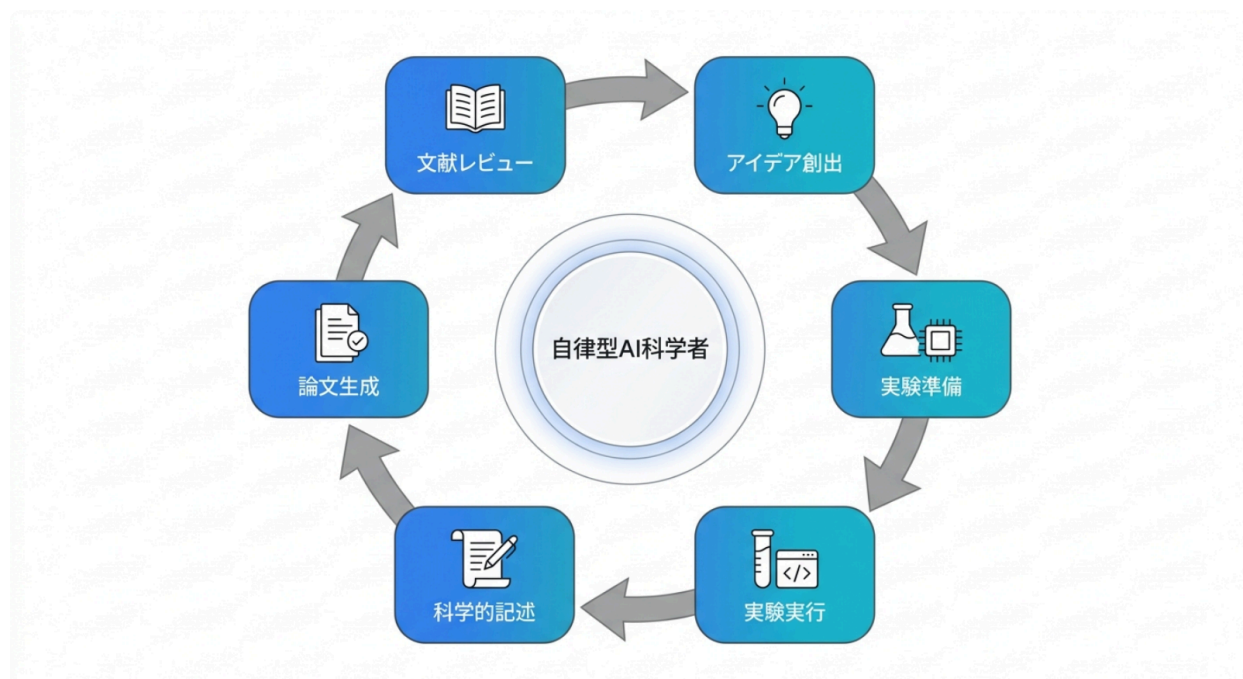 文献レビュー
アイデア創出
自律型AI科学者
論文生成
実験準備
科学的記述
実験実行